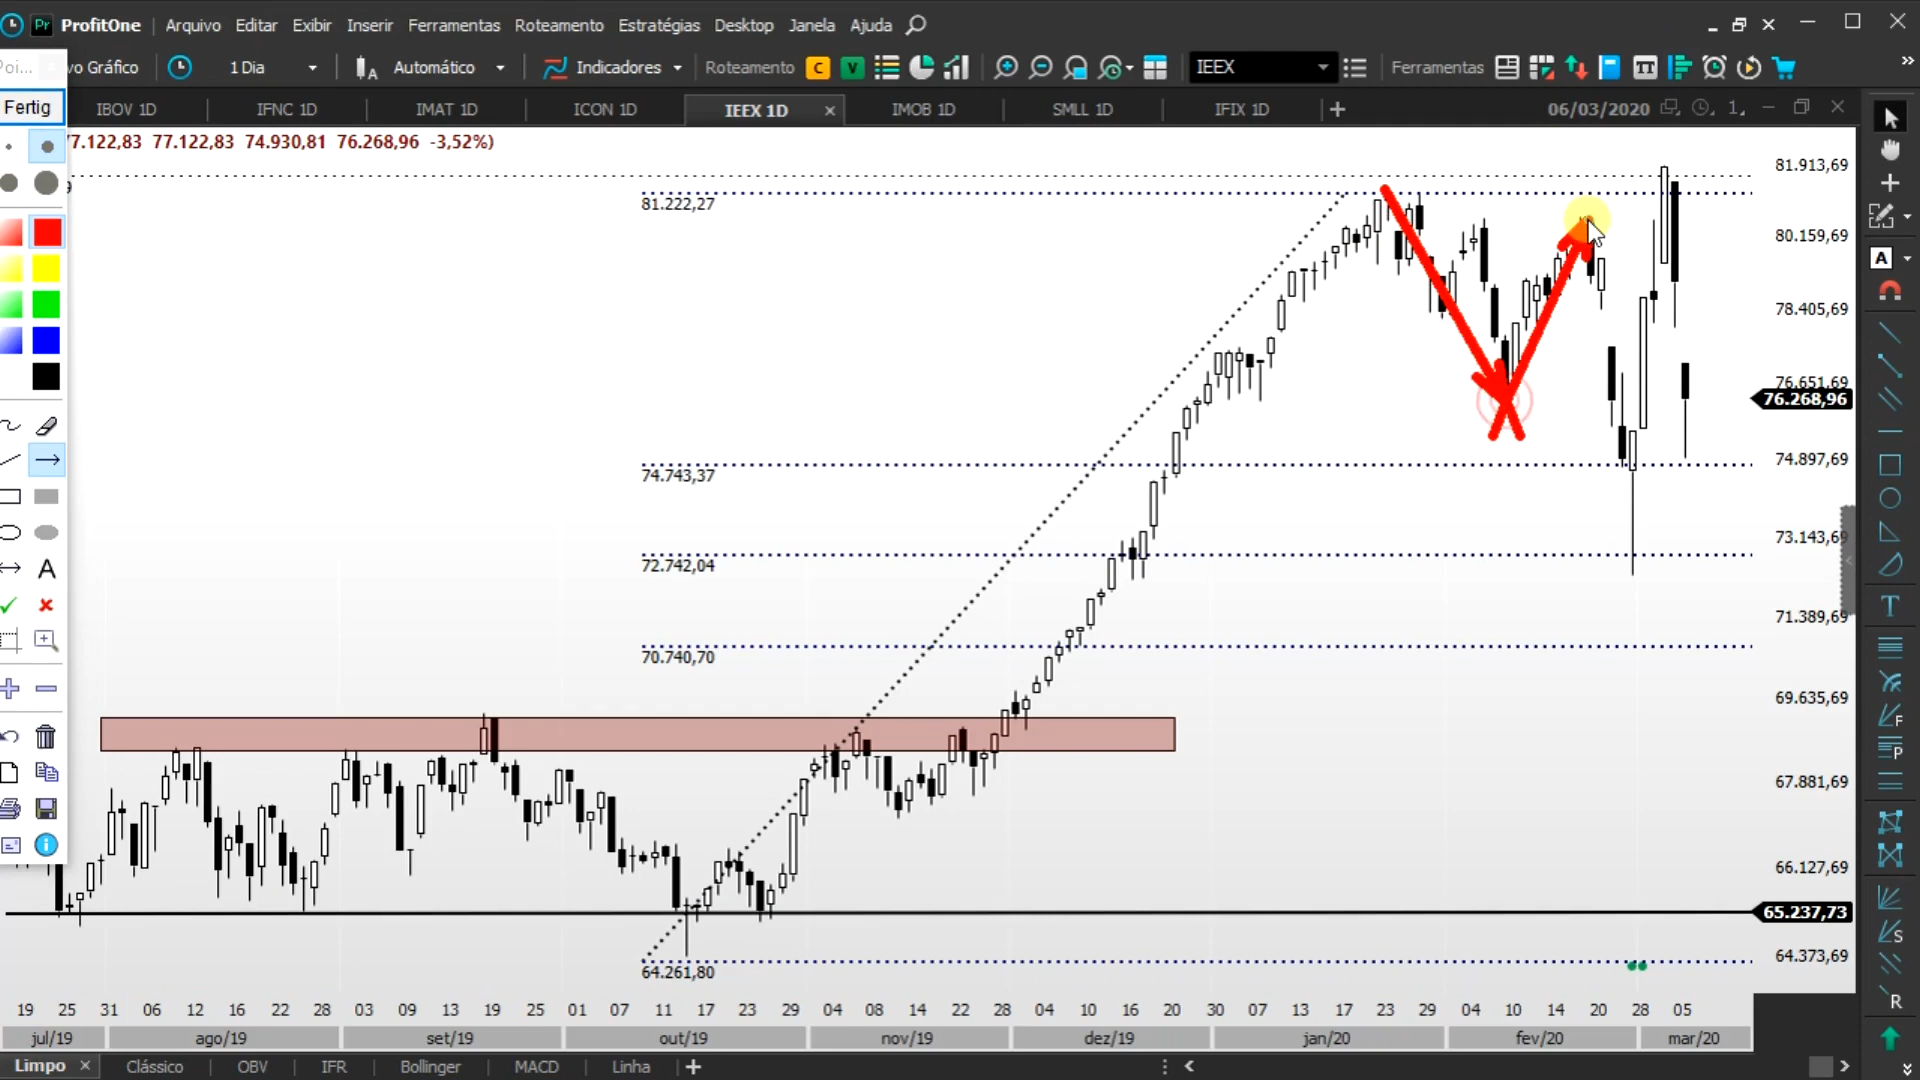 Pr ProfitOne Arquivo Editar Exibir Inserir Ferramentas Roteamento Estratégias Desktop Janela Ajuda
Poi...
vo Gráfico 1 Dia A Automático Indicadores Roteamento C V IEEX Ferramentas TT
Fertig
IBOV 1D IFNC 1D IMAT 1D ICON 1D IEEX 1D IMOB 1D SMLL 1D IFIX 1D 06/03/2020 1
77.122,83 77.122,83 74.930,81 76.268,96 -3,52%)
81.913,69
81.222,27
80.159,69
78.405,69
76.651,69
76.268,96
74.897,69
74.743,37
73.143,69
72.742,04
71.389,69
70.740,70
69.635,69
67.881,69
66.127,69
65.237,73
64.373,69
64.261,80
A
A
T
F
P
S
R
19 25 31 06 12 16 22 28 03 09 13 19 25 01 07 11 17 23 29 04 08 14 22 28 04 10 16 20 30 07 13 17 23 29 04 10 14 20 28 05
jul/19 ago/19 set/19 out/19 nov/19 dez/19 jan/20 fev/20 mar/20
Limpo Clássico OBV IFR Bollinger MACD Linha